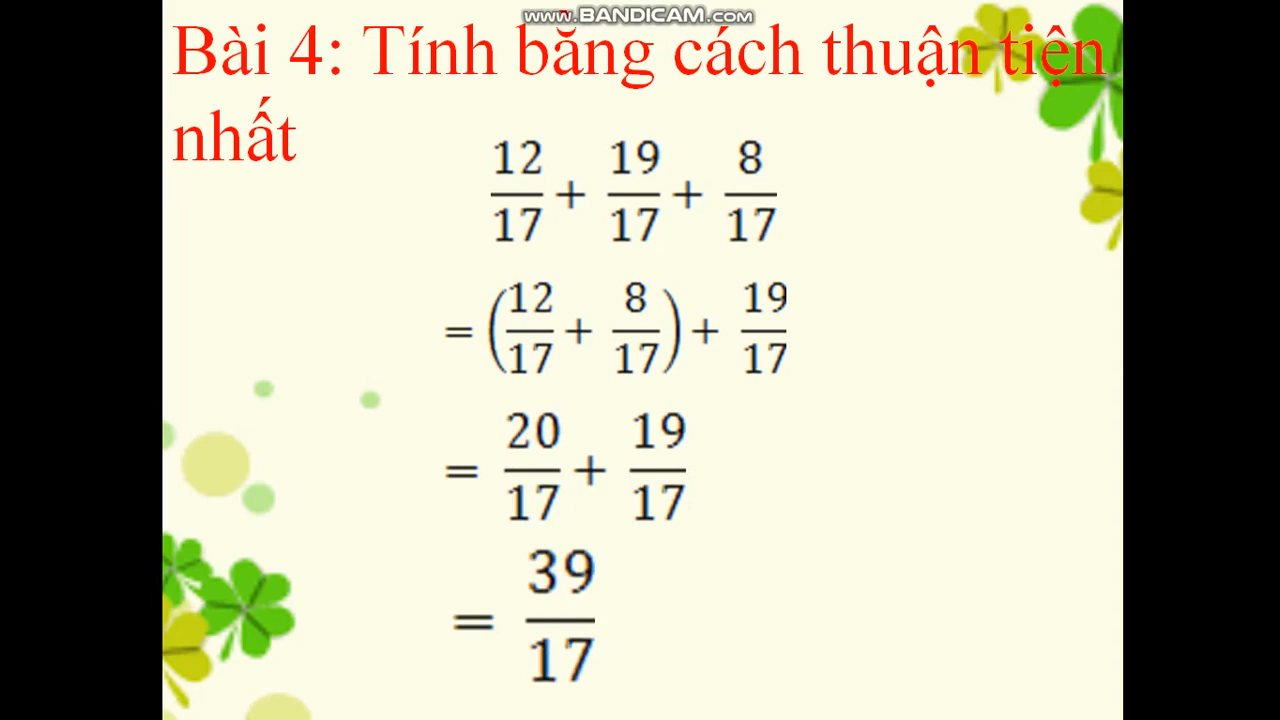 www.BANDICAM.com
Bài 4: Tính bằng cách thuận tiện
nhất
12/17 + 19/17 + 8/17
= (12/17 + 8/17) + 19/17
= 20/17 + 19/17
= 39/17